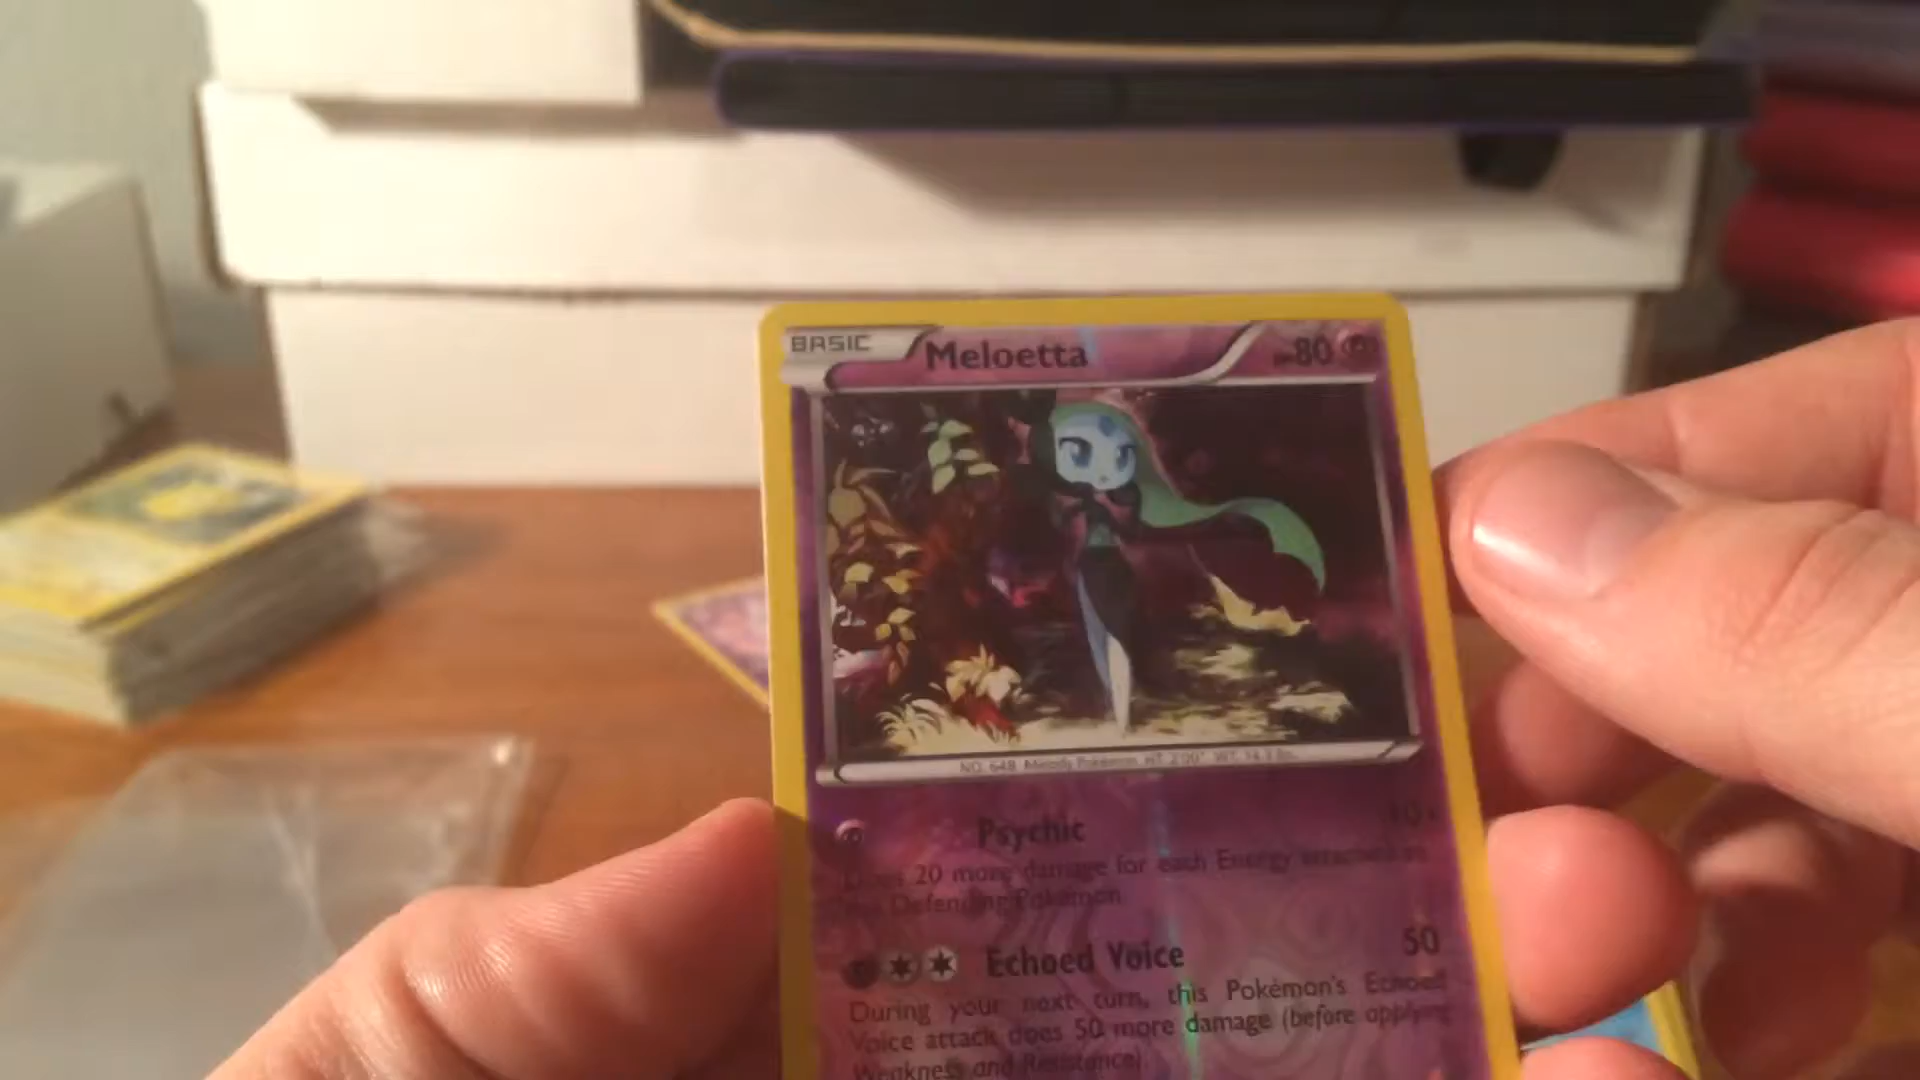 BASIC
Meloetta
80
NO. 648 Melody Pokémon HT: 2'00" WT: 14.3 lbs.
Psychic
20 more damage for each Energy attached to
Defending Pokémon
Echoed Voice 50
During your next turn, this Pokémon's Echoed
Voice attack does 50 more damage (before applying
Weakness and Resistance).